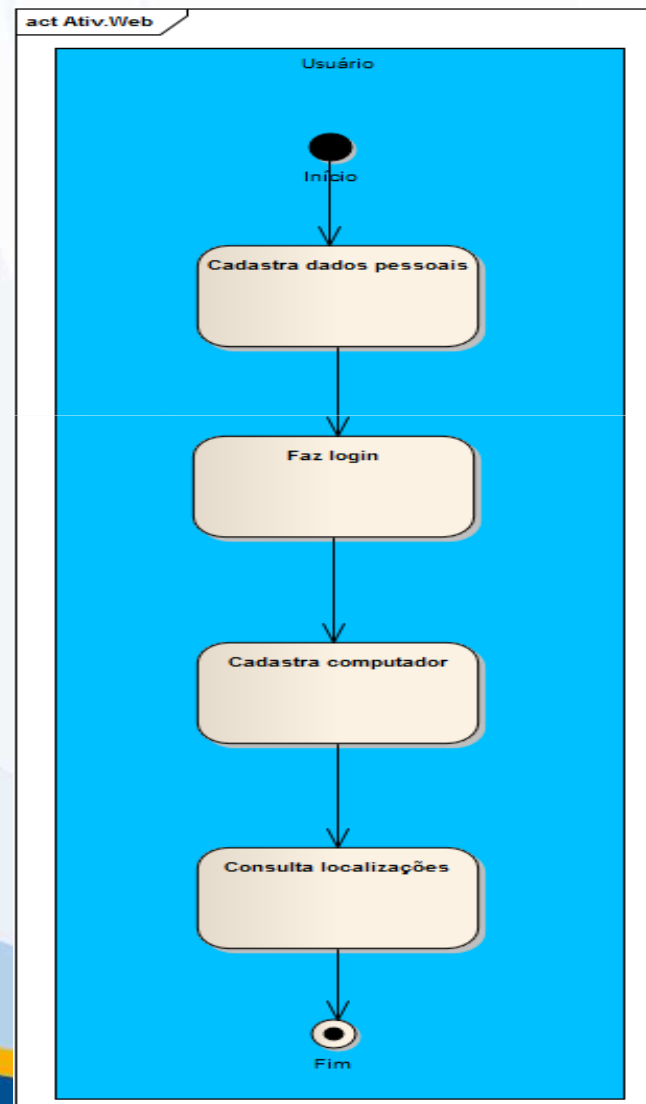 act Ativ.Web
Usuário
Início
Cadastra dados pessoais
Faz login
Cadastra computador
Consulta localizações
Fim